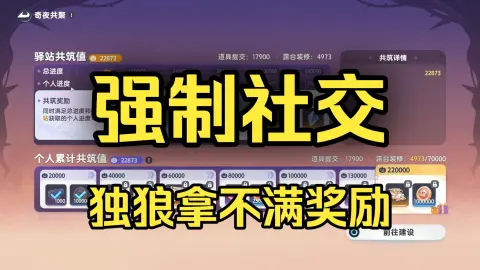 奇夜共聚
驿站共筑值 22873
道具提交：17900 露台装修：4973
共筑详情
总进度
个人进度
22873
共筑奖励
强制社交
个人累计共筑值 22873
道具提交：17900 露台装修：4973/70000
20000
40000
60000
80000
220000
1000
独狼拿不满奖励
前往建设